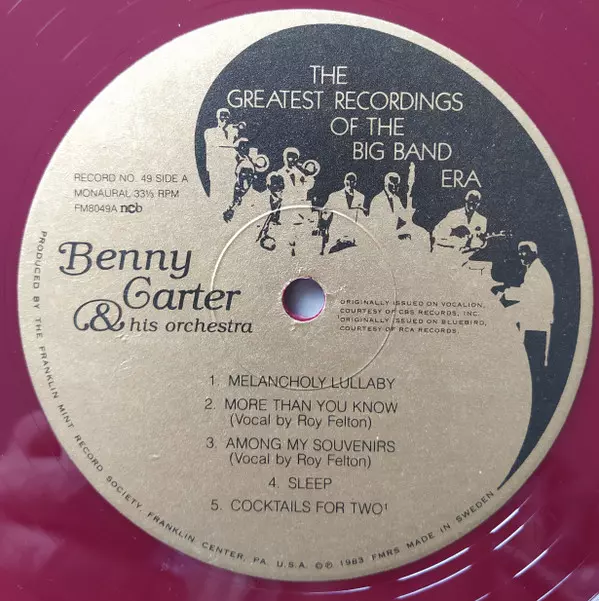 THE
GREATEST RECORDINGS
OF THE
BIG BAND
ERA
RECORD NO. 49 SIDE A
MONAURAL 33⅓ RPM
FM8049A ncb
Benny
Carter
& his orchestra
ORIGINALLY ISSUED ON VOCALION,
COURTESY OF CBS RECORDS, INC.
¹ORIGINALLY ISSUED ON BLUEBIRD,
COURTESY OF RCA RECORDS.
1. MELANCHOLY LULLABY
2. MORE THAN YOU KNOW
(Vocal by Roy Felton)
3. AMONG MY SOUVENIRS
(Vocal by Roy Felton)
4. SLEEP
5. COCKTAILS FOR TWO¹
PRODUCED BY THE FRANKLIN MINT RECORD SOCIETY, FRANKLIN CENTER, PA. U.S.A. © ℗ 1983 FMRS MADE IN SWEDEN